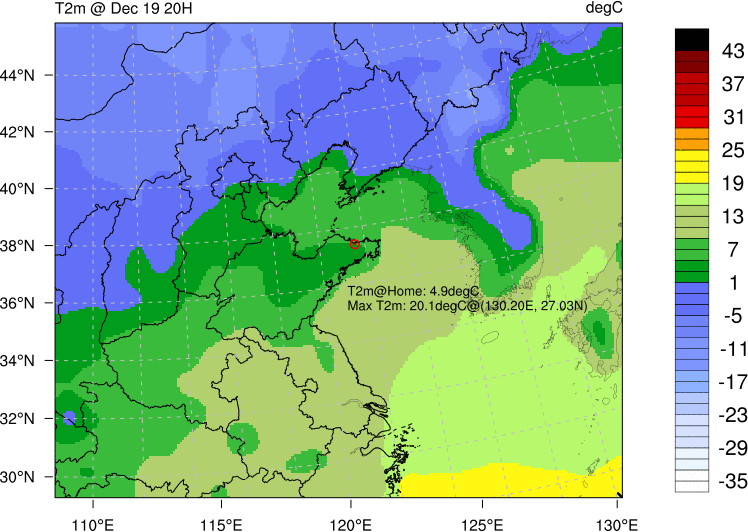 T2m @ Dec 19 20H degC
44°N
42°N
40°N
38°N
36°N
34°N
32°N
30°N
110°E 115°E 120°E 125°E 130°E
T2m@Home: 4.9degC
Max T2m: 20.1degC@(130.20E, 27.03N)
43
37
31
25
19
13
7
1
-5
-11
-17
-23
-29
-35